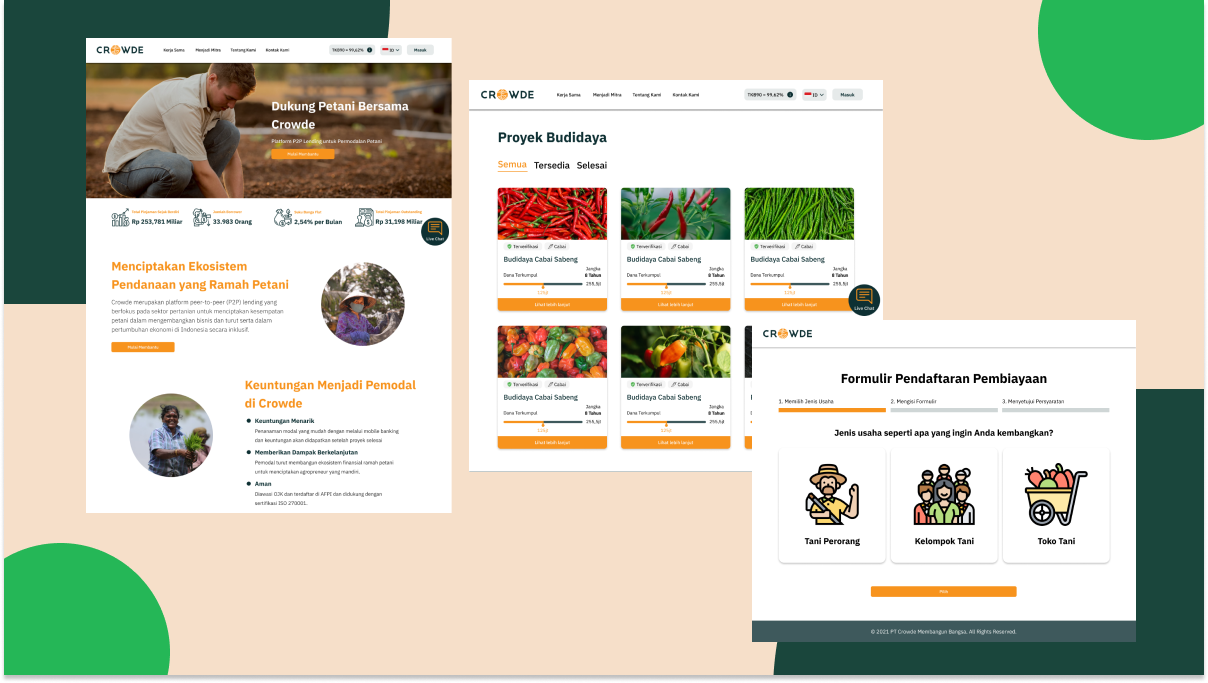 CROWDE
Kerja Sama
Menjadi Mitra
Tentang Kami
Kontak Kami
TKB90 = 99,62%
ID
Masuk
Dukung Petani Bersama
Crowde
Platform P2P Lending untuk Permodalan Petani
Mulai Membantu
Rp 253,781 Miliar
33.983 Orang
2,54% per Bulan
Rp 31,198 Miliar
Live Chat
Menciptakan Ekosistem
Pendanaan yang Ramah Petani
Crowde merupakan platform peer-to-peer (P2P) lending yang
berfokus pada sektor pertanian untuk menciptakan kesempatan
petani dalam mengembangkan bisnis dan turut serta dalam
pertumbuhan ekonomi di Indonesia secara inklusif.
Mulai Membantu
Keuntungan Menjadi Pemodal
di Crowde
Keuntungan Menarik
Penanaman modal yang mudah dengan melalui mobile banking
dan keuntungan akan didapatkan setelah proyek selesai
Memberikan Dampak Berkelanjutan
Pemodal turut membangun ekosistem finansial ramah petani
untuk menciptakan agropreneur yang mandiri.
Aman
Diawasi OJK dan terdaftar di AFPI dan didukung dengan
sertifikasi ISO 270001.
CROWDE
Kerja Sama
Menjadi Mitra
Tentang Kami
Kontak Kami
TKB90 = 99,62%
ID
Masuk
Proyek Budidaya
Semua
Tersedia
Selesai
Terverifikasi
Cabai
Budidaya Cabai Sabeng
Jangka
Dana Terkumpul
8 Tahun
255,5jt
Lihat lebih lanjut
Terverifikasi
Cabai
Budidaya Cabai Sabeng
Jangka
Dana Terkumpul
8 Tahun
255,5jt
Lihat lebih lanjut
Terverifikasi
Cabai
Budidaya Cabai Sabeng
Jangka
Dana Terkumpul
8 Tahun
255,5jt
Lihat lebih lanjut
Live Chat
Terverifikasi
Cabai
Budidaya Cabai Sabeng
Jangka
Dana Terkumpul
8 Tahun
255,5jt
Lihat lebih lanjut
Terverifikasi
Cabai
Budidaya Cabai Sabeng
Jangka
Dana Terkumpul
8 Tahun
255,5jt
Lihat lebih lanjut
CROWDE
Formulir Pendaftaran Pembiayaan
1. Memilih Jenis Usaha
2. Mengisi Formulir
3. Menyetujui Persyaratan
Jenis usaha seperti apa yang ingin Anda kembangkan?
Tani Perorang
Kelempok Tani
Toko Tani
© 2021 PT Crowde Membangun Bangsa. All Rights Reserved.